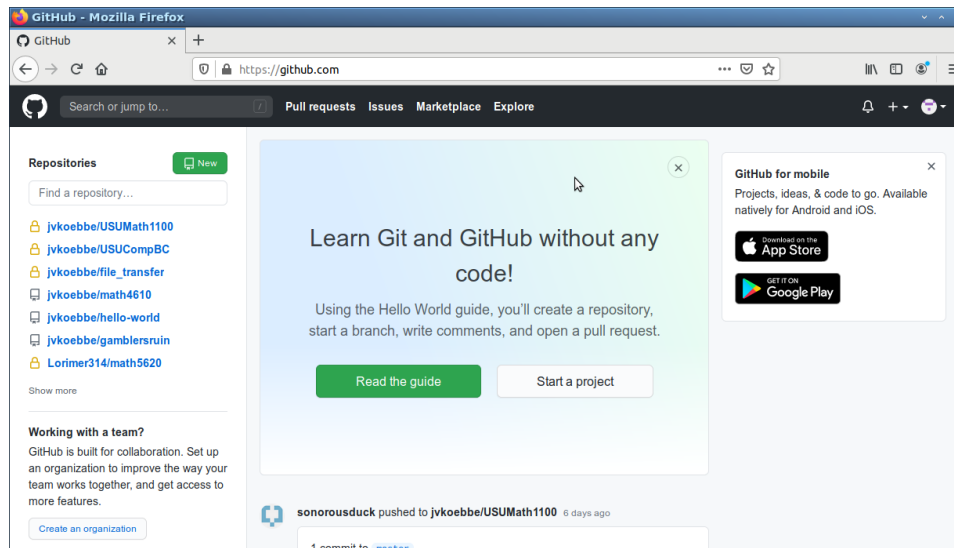 GitHub - Mozilla Firefox
GitHub
https://github.com
Search or jump to...
/
Pull requests Issues Marketplace Explore
Repositories
New
Find a repository...
jvkoebbe/USUMath1100
jvkoebbe/USUCompBC
jvkoebbe/file_transfer
jvkoebbe/math4610
jvkoebbe/hello-world
jvkoebbe/gamblersruin
Lorimer314/math5620
Show more
Working with a team?
GitHub is built for collaboration. Set up
an organization to improve the way your
team works together, and get access to
more features.
Create an organization
Learn Git and GitHub without any
code!
Using the Hello World guide, you’ll create a repository,
start a branch, write comments, and open a pull request.
Read the guide
Start a project
sonorousduck pushed to jvkoebbe/USUMath1100 6 days ago
1 commit to master
GitHub for mobile
Projects, ideas, & code to go. Available
natively for Android and iOS.
Download on the
App Store
GET IT ON
Google Play